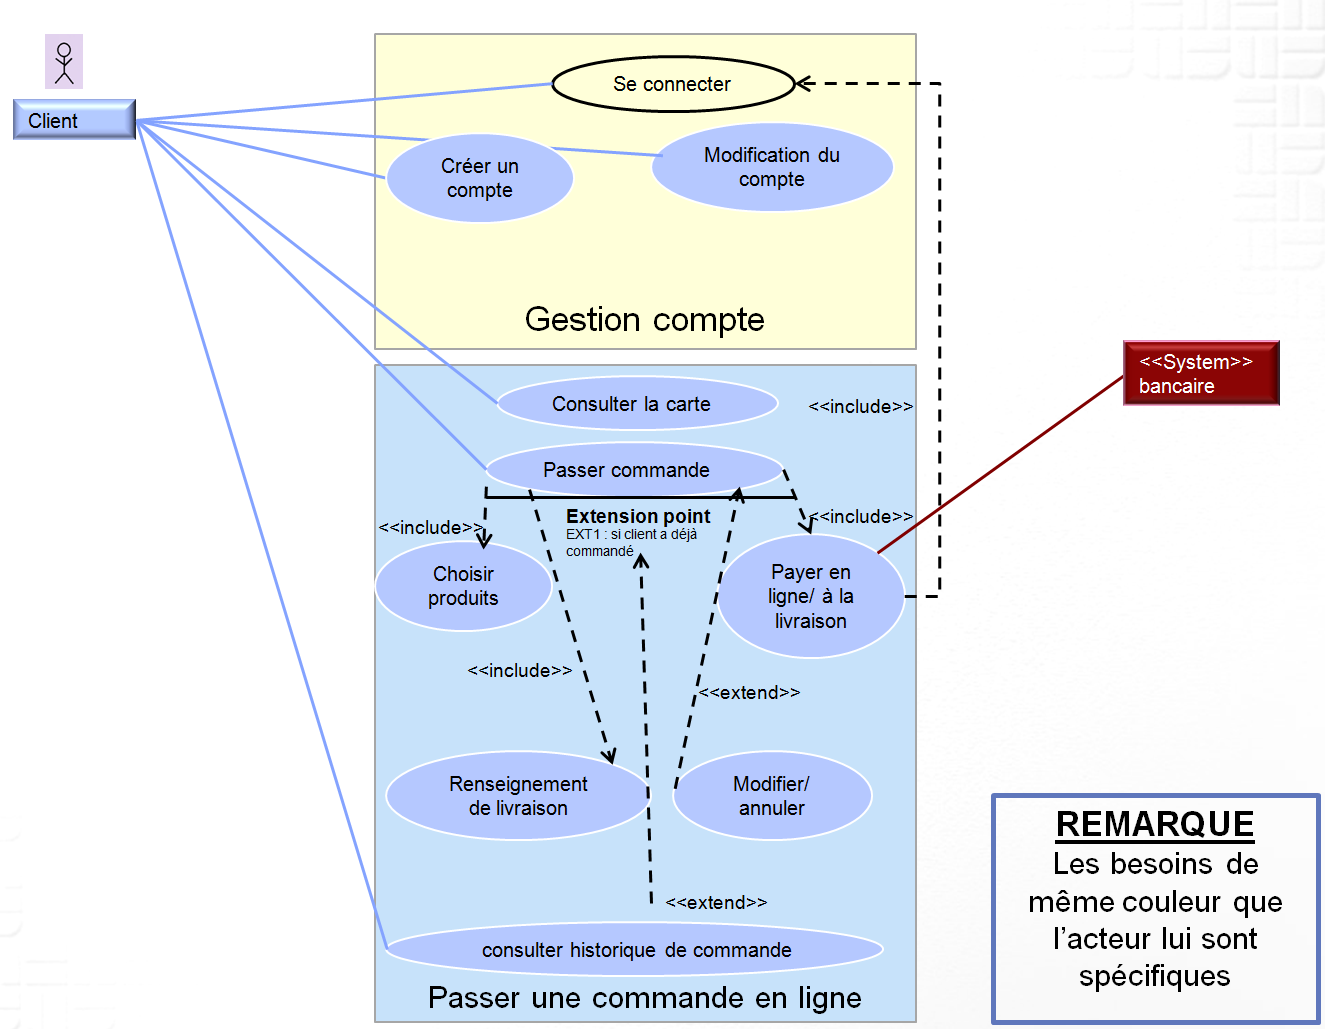 Client
Se connecter
Créer un
compte
Modification du
compte
Gestion compte
<<System>>
bancaire
Consulter la carte
<<include>>
Passer commande
Extension point
EXT1 : si client a déjà
commandé
<<include>>
<<include>>
Choisir
produits
Payer en
ligne/ à la
livraison
<<include>>
<<extend>>
Renseignement
de livraison
Modifier/
annuler
<<extend>>
consulter historique de commande
Passer une commande en ligne
REMARQUE
Les besoins de
même couleur que
l'acteur lui sont
spécifiques